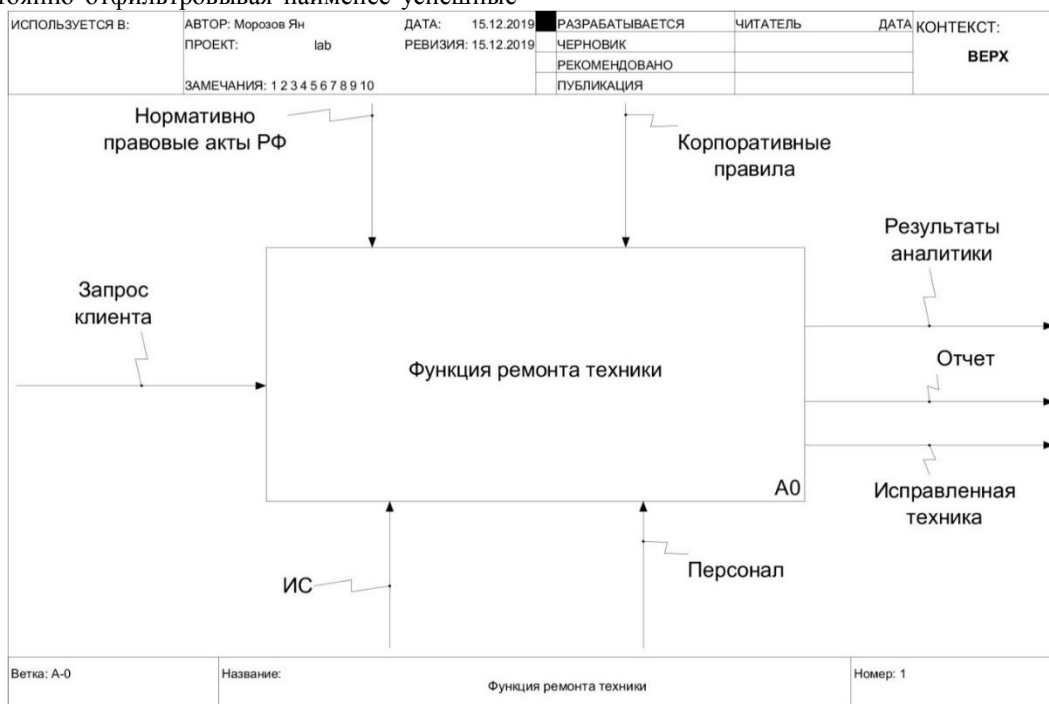 отфильтровывая наименее успешные
ИСПОЛЬЗУЕТСЯ В:
АВТОР: Морозов Ян
ДАТА: 15.12.2019
РАЗРАБАТЫВАЕТСЯ
ЧИТАТЕЛЬ
ДАТА
КОНТЕКСТ:
ПРОЕКТ: lab
РЕВИЗИЯ: 15.12.2019
ЧЕРНОВИК
ВЕРХ
РЕКОМЕНДОВАНО
ЗАМЕЧАНИЯ: 1 2 3 4 5 6 7 8 9 10
ПУБЛИКАЦИЯ
Нормативно
правовые акты РФ
Корпоративные
правила
Результаты
аналитики
Запрос
клиента
Функция ремонта техники
Отчет
A0
Исправленная
техника
ИС
Персонал
Ветка: A-0
Название:
Функция ремонта техники
Номер: 1